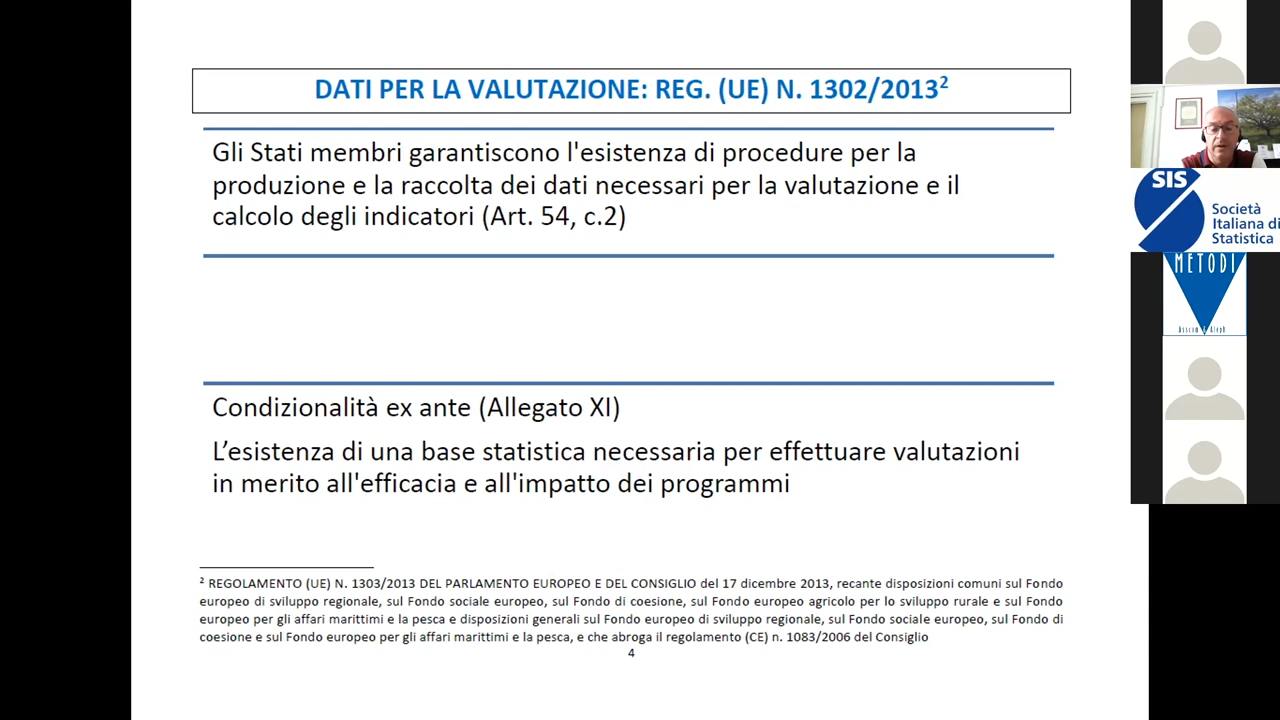 DATI PER LA VALUTAZIONE: REG. (UE) N. 1302/2013²
Gli Stati membri garantiscono l'esistenza di procedure per la
produzione e la raccolta dei dati necessari per la valutazione e il
calcolo degli indicatori (Art. 54, c.2)
Condizionalità ex ante (Allegato XI)
L’esistenza di una base statistica necessaria per effettuare valutazioni
in merito all'efficacia e all'impatto dei programmi
² REGOLAMENTO (UE) N. 1303/2013 DEL PARLAMENTO EUROPEO E DEL CONSIGLIO del 17 dicembre 2013, recante disposizioni comuni sul Fondo
europeo di sviluppo regionale, sul Fondo sociale europeo, sul Fondo di coesione, sul Fondo europeo agricolo per lo sviluppo rurale e sul Fondo
europeo per gli affari marittimi e la pesca e disposizioni generali sul Fondo europeo di sviluppo regionale, sul Fondo sociale europeo, sul Fondo di
coesione e sul Fondo europeo per gli affari marittimi e la pesca, e che abroga il regolamento (CE) n. 1083/2006 del Consiglio
4
SIS
Società
Italiana di
Statistica
METODI